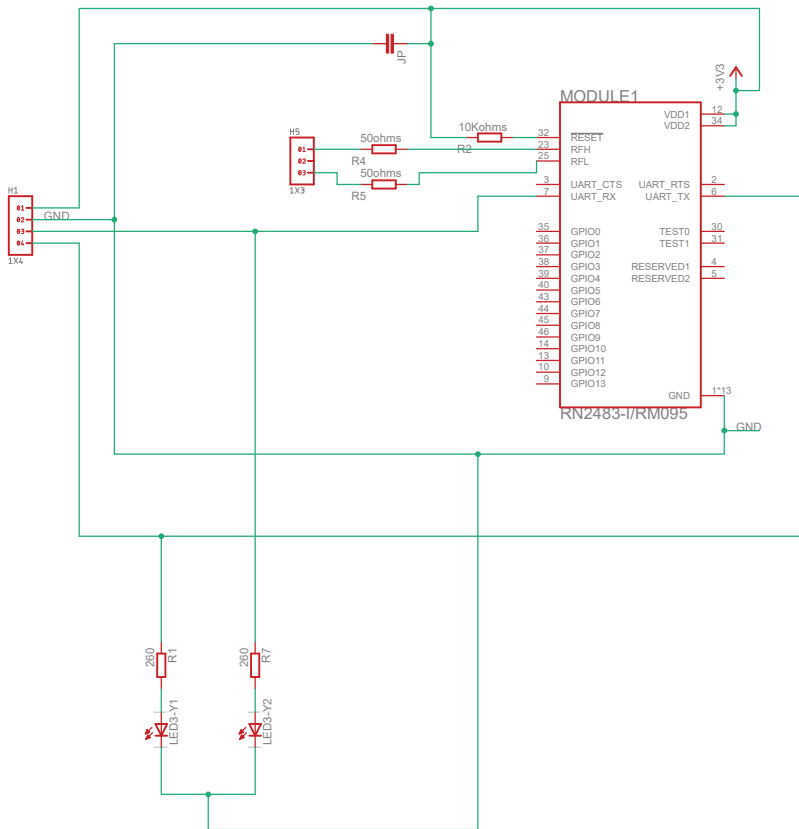 JP
+3V3
MODULE1
12 VDD1
34 VDD2
10Kohms
R2
32 RESET
23 RFH
25 RFL
H5
01
02
03
1X3
50ohms
R4
50ohms
R5
3 UART_CTS UART_RTS 2
7 UART_RX UART_TX 6
H1
01
02 GND
03
04
1X4
35 GPIO0 TEST0 30
36 GPIO1 TEST1 31
37 GPIO2
38 GPIO3 RESERVED1 4
39 GPIO4 RESERVED2 5
40 GPIO5
43 GPIO6
44 GPIO7
45 GPIO8
46 GPIO9
14 GPIO10
13 GPIO11
10 GPIO12
9 GPIO13
GND 1*13
RN2483-I/RM095
GND
260
R1
260
R7
LED3-Y1
LED3-Y2